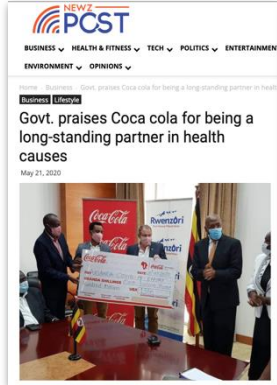 NEWZ
POST
BUSINESS HEALTH & FITNESS TECH POLITICS ENTERTAINMEN
ENVIRONMENT OPINIONS
Home Business Govt. praises Coca cola for being a long-standing partner in healt
Business Lifestyle
Govt. praises Coca cola for being a
long-standing partner in health
causes
May 21, 2020
Coca-Cola
Rwenzori